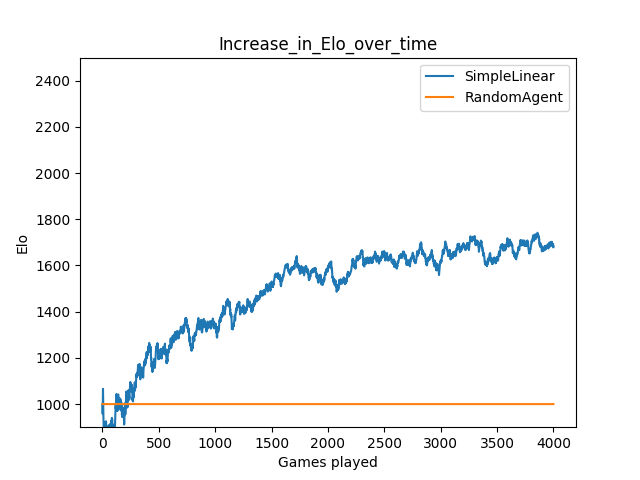 Increase_in_Elo_over_time
SimpleLinear
RandomAgent
2400
2200
2000
1800
1600
1400
1200
1000
Elo
0 500 1000 1500 2000 2500 3000 3500 4000
Games played